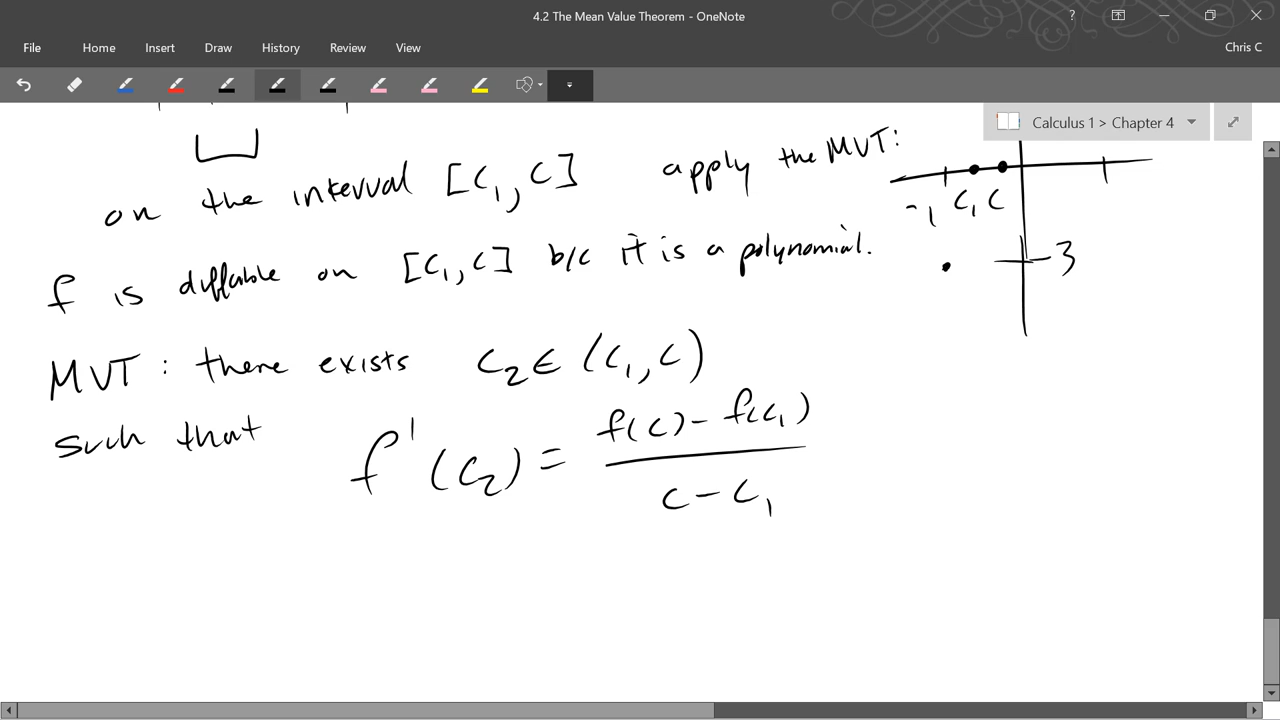 4.2 The Mean Value Theorem - OneNote
?
File Home Insert Draw History Review View
Chris C
Calculus 1 > Chapter 4
on the interval [c₁, c] apply the MVT:
-1 c₁ c
f is diffable on [c₁, c] b/c it is a polynomial.
-3
MVT: there exists c₂ ∈ (c₁, c)
such that f'(c₂) = (f(c) - f(c₁)) / (c - c₁)